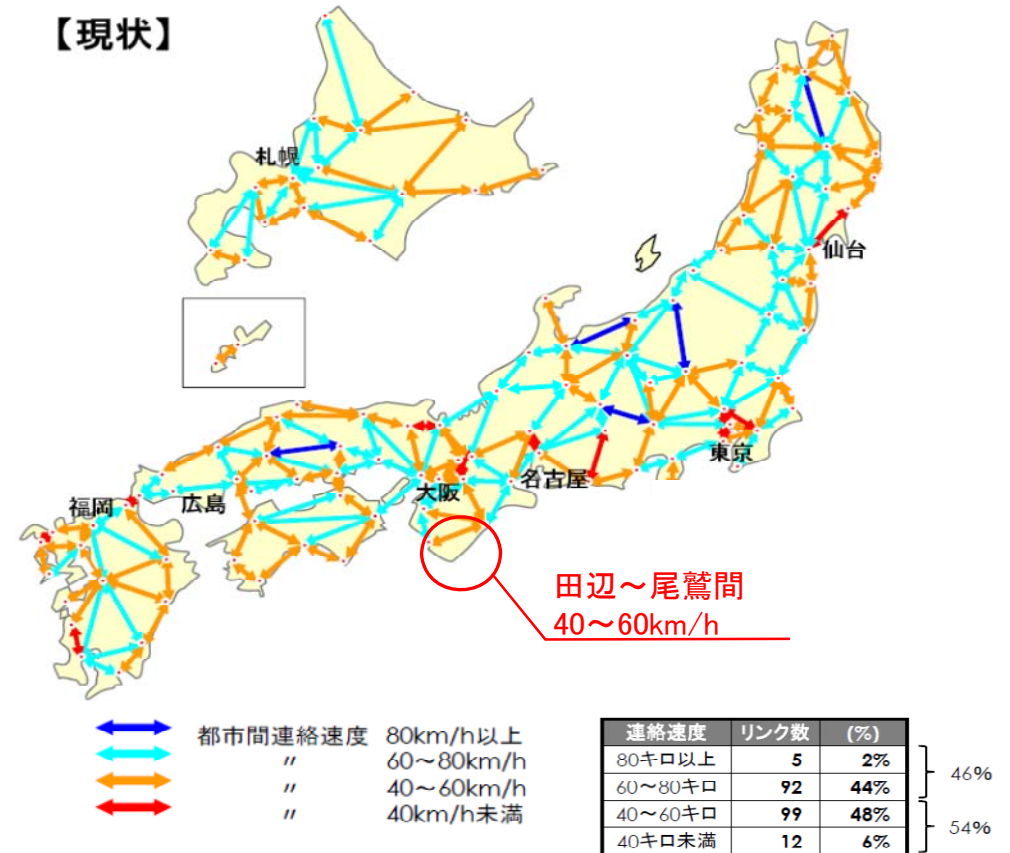 【現状】
札幌
仙台
東京
名古屋
大阪
広島
福岡
田辺～尾鷲間
40～60km/h
都市間連絡速度 80km/h以上
〃 60～80km/h
〃 40～60km/h
〃 40km/h未満
連絡速度 リンク数 (%)
80キロ以上 5 2%
60～80キロ 92 44%
46%
40～60キロ 99 48%
40キロ未満 12 6%
54%